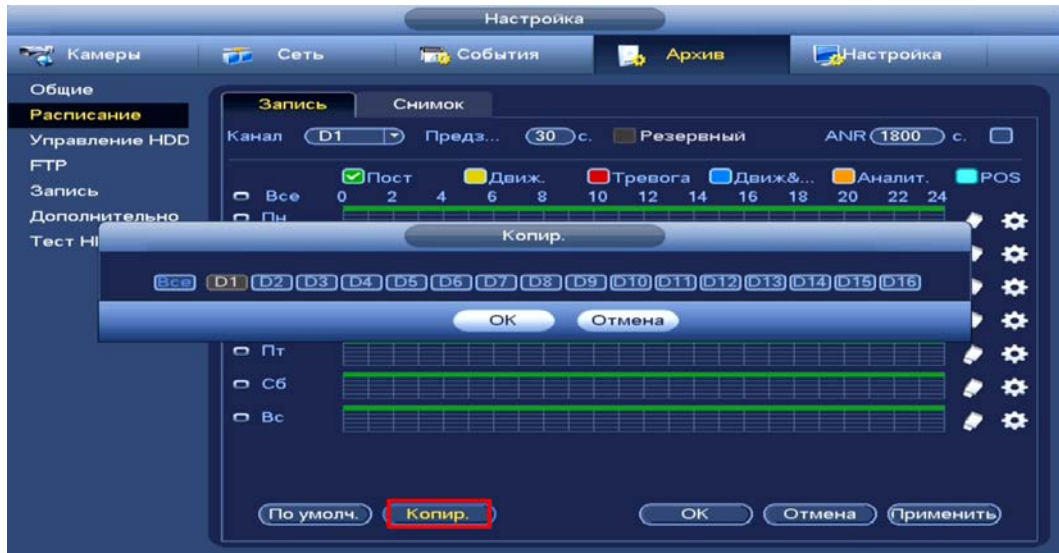 Настройка
Камеры Сеть События Архив Настройка
Общие
Расписание
Управление HDD
FTP
Запись
Дополнительно
Тест
Запись Снимок
Канал D1 Предз... 30 с. Резервный ANR 1800 с.
Пост Движ. Тревога Движ&... Аналит. POS
Все 0 2 4 6 8 10 12 14 16 18 20 22 24
Пн
Копир.
Все D1 D2 D3 D4 D5 D6 D7 D8 D9 D10 D11 D12 D13 D14 D15 D16
OK Отмена
Пт
Сб
Вс
По умолч. Копир. OK Отмена Применить